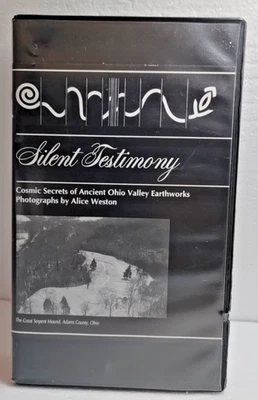 Silent Testimony
Cosmic Secrets of Ancient Ohio Valley Earthworks
Photographs by Alice Weston
The Great Serpent Mound, Adams County, Ohio